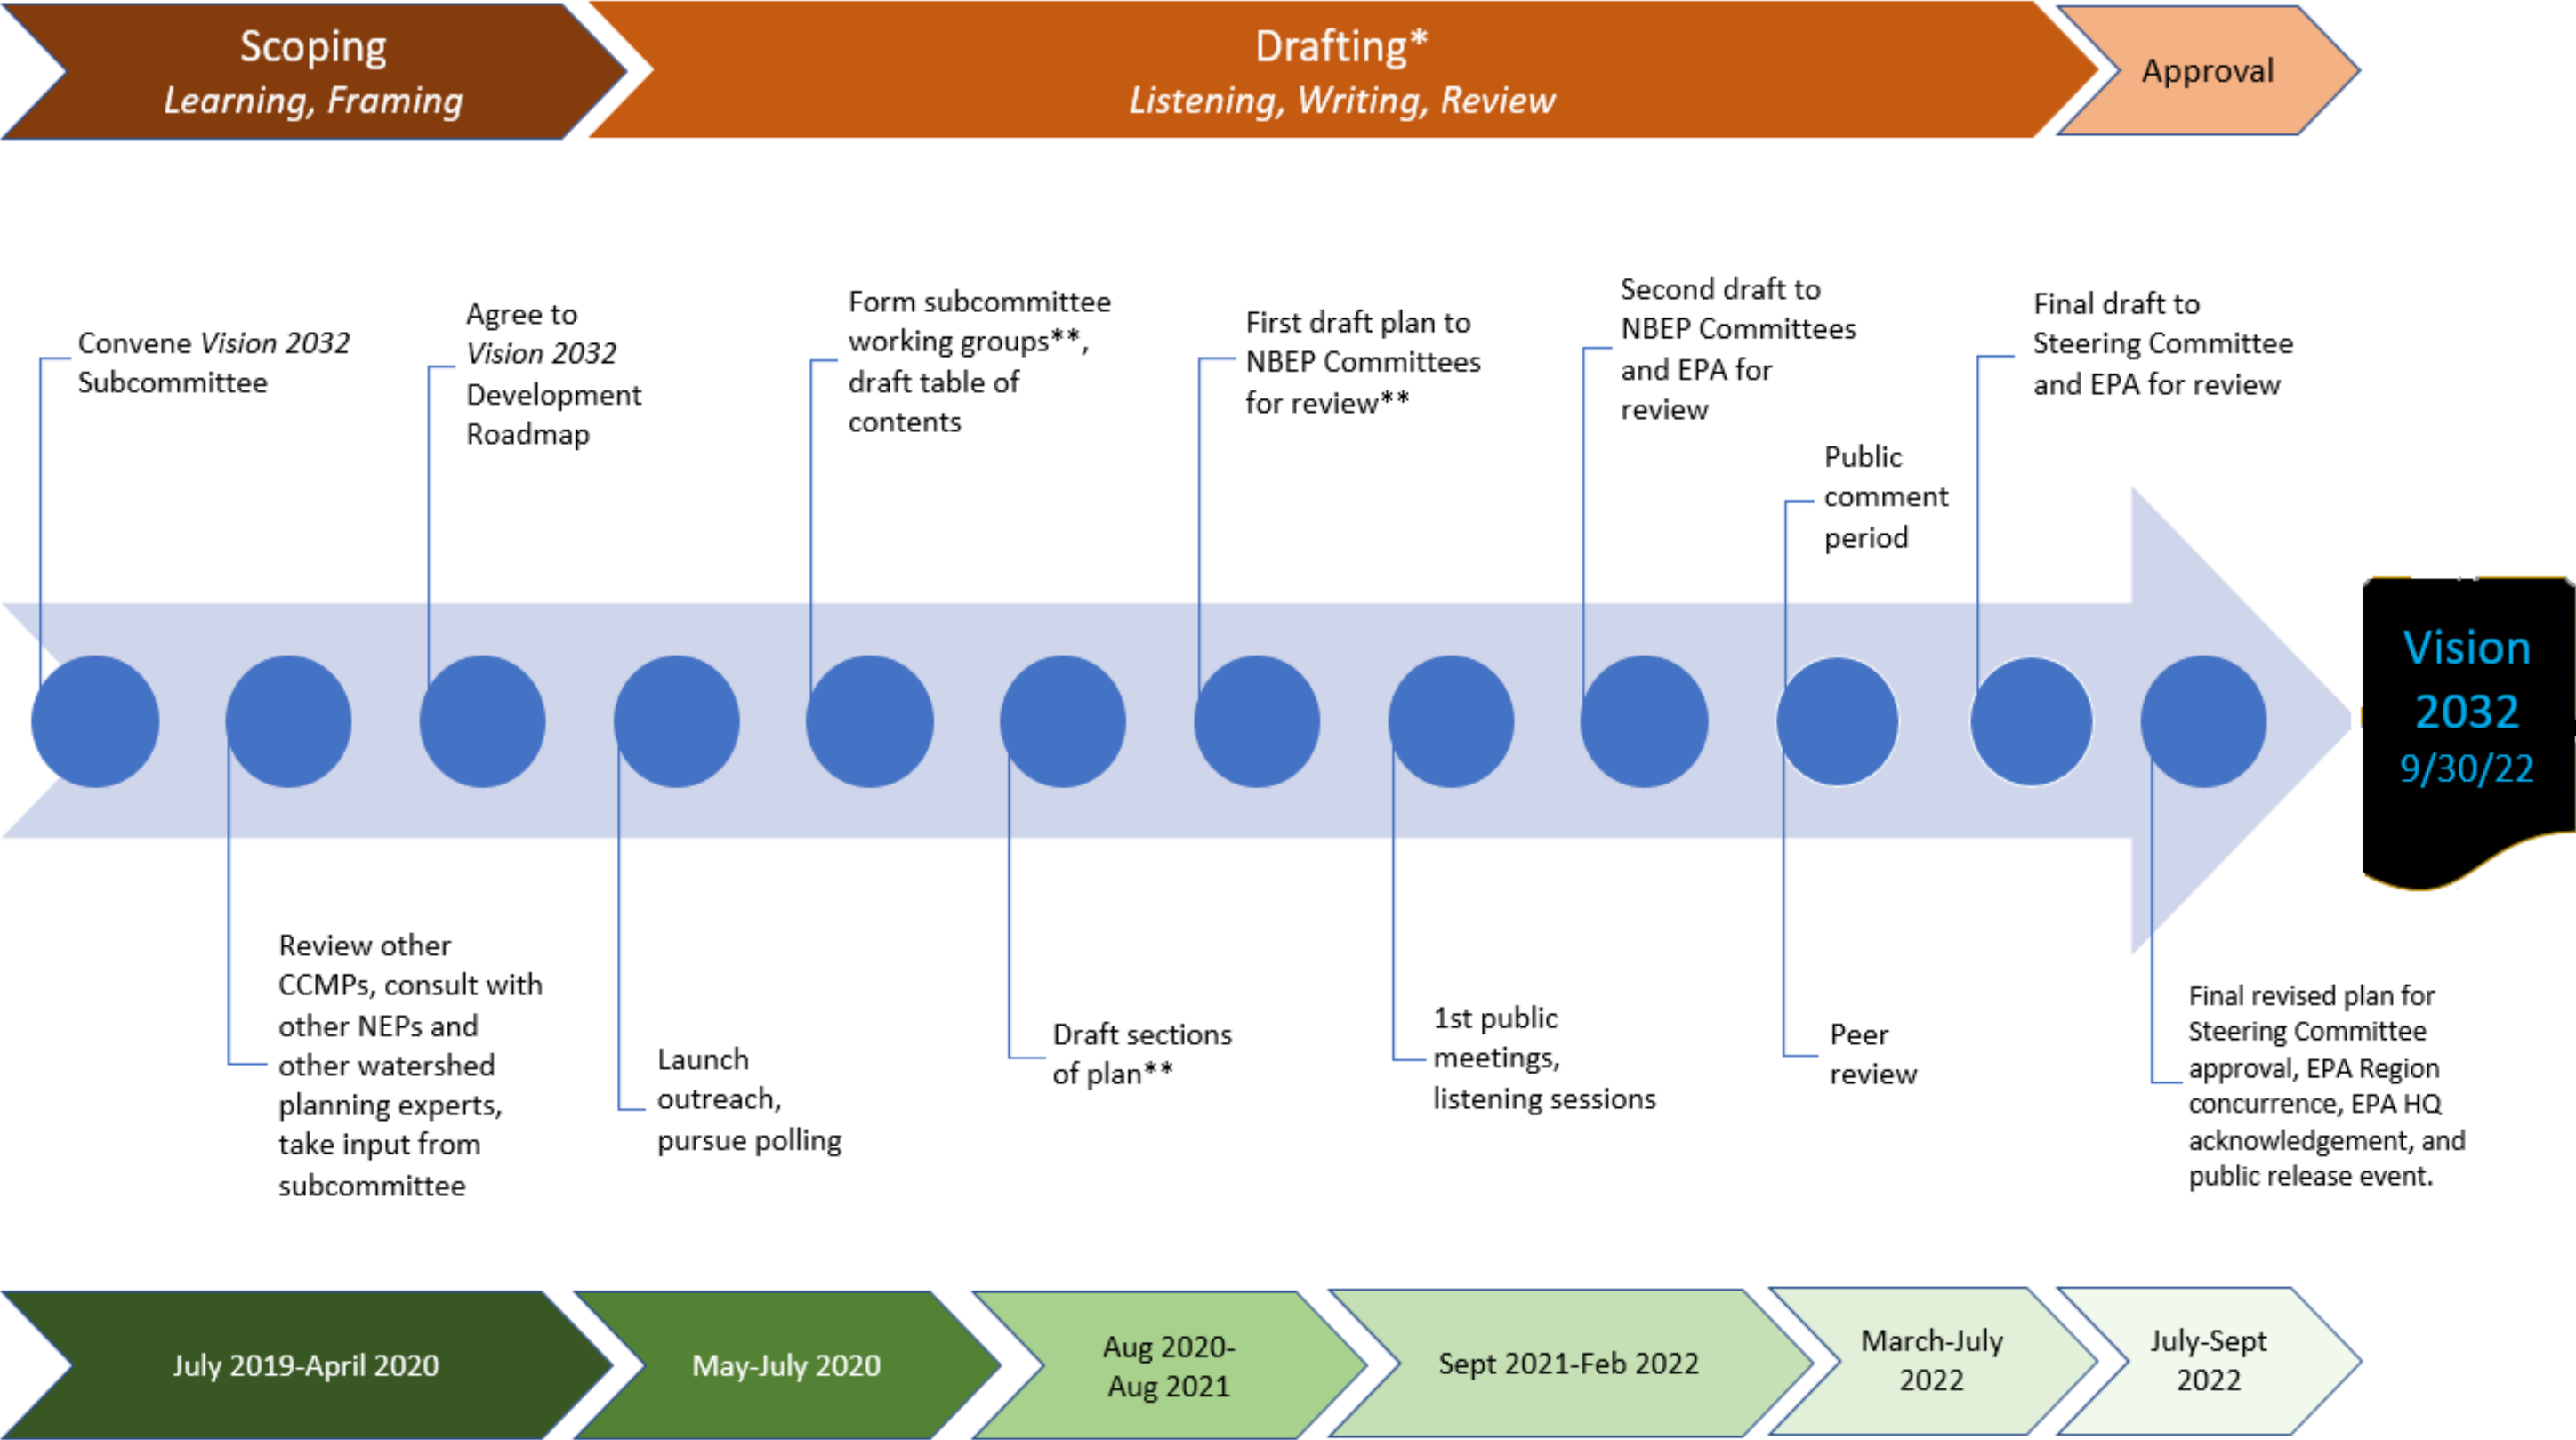 Scoping
Learning, Framing
Drafting*
Listening, Writing, Review
Approval
Convene Vision 2032
Subcommittee
Agree to
Vision 2032
Development
Roadmap
Form subcommittee
working groups**,
draft table of
contents
First draft plan to
NBEP Committees
for review**
Second draft to
NBEP Committees
and EPA for
review
Public
comment
period
Final draft to
Steering Committee
and EPA for review
Vision
2032
9/30/22
Review other
CCMPs, consult with
other NEPs and
other watershed
planning experts,
take input from
subcommittee
Launch
outreach,
pursue polling
Draft sections
of plan**
1st public
meetings,
listening sessions
Peer
review
Final revised plan for
Steering Committee
approval, EPA Region
concurrence, EPA HQ
acknowledgement, and
public release event.
July 2019-April 2020
May-July 2020
Aug 2020-
Aug 2021
Sept 2021-Feb 2022
March-July
2022
July-Sept
2022